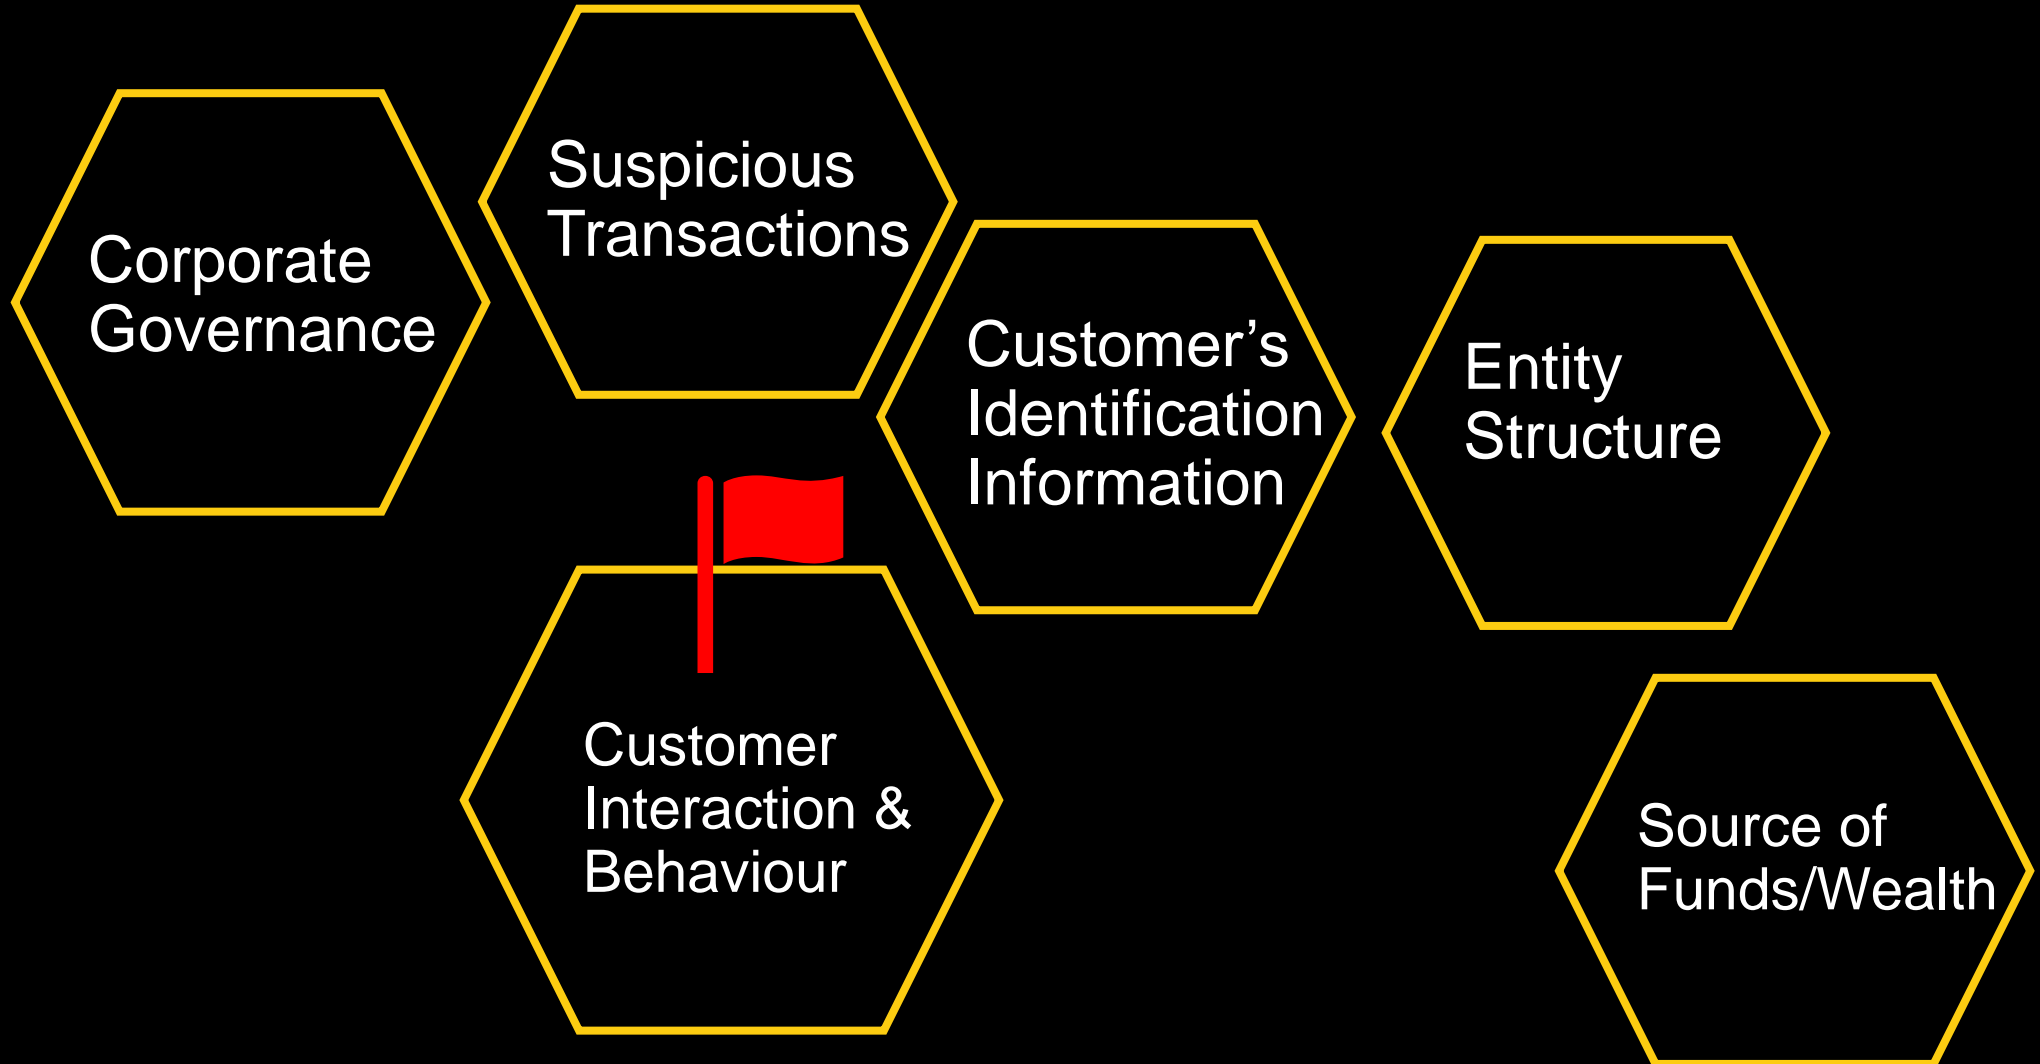 Corporate
Governance
Suspicious
Transactions
Customer’s
Identification
Information
Entity
Structure
Customer
Interaction &
Behaviour
Source of
Funds/Wealth